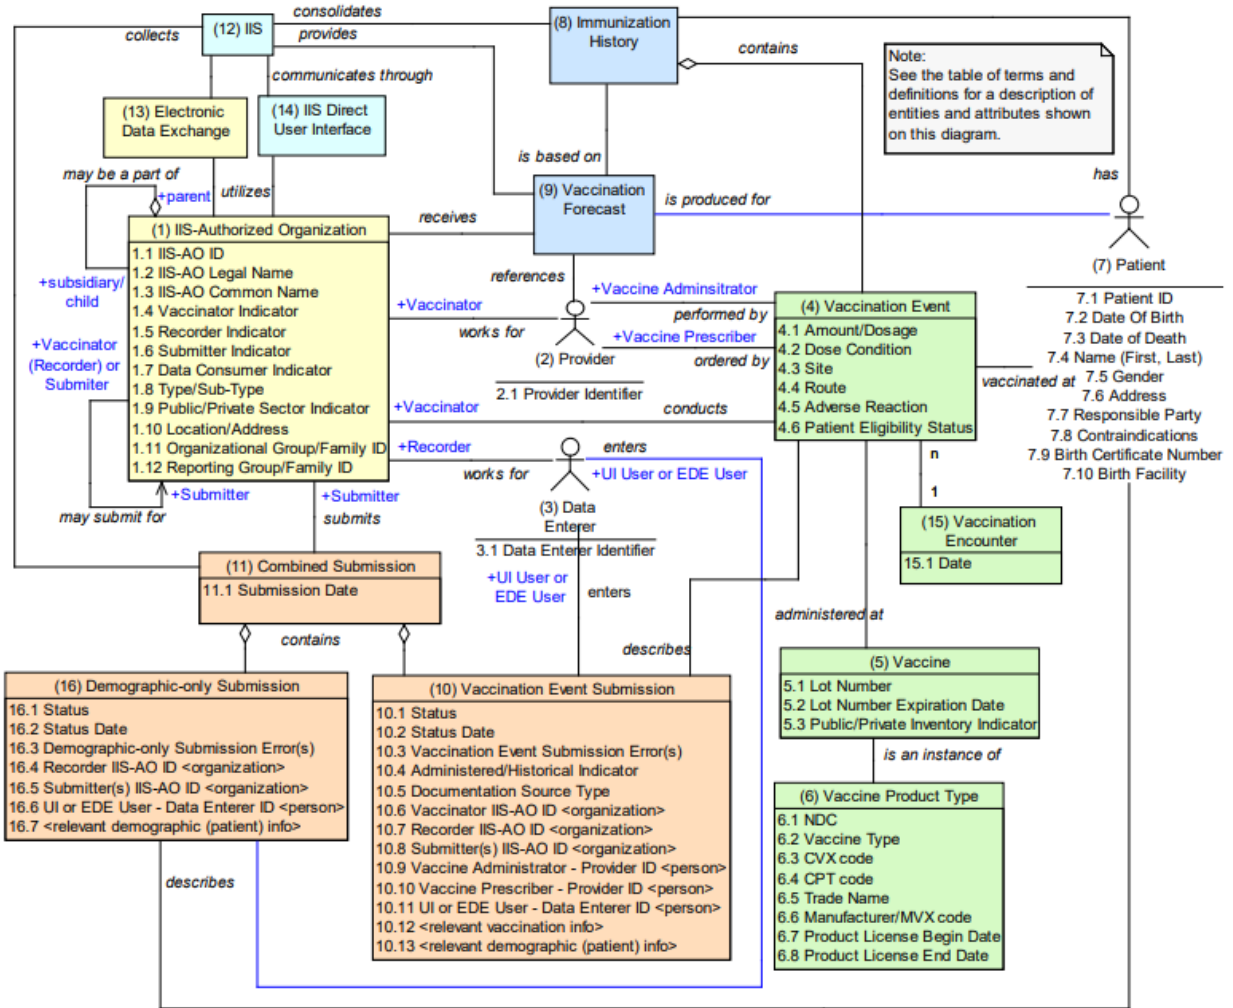 consolidates
collects
(12) IIS
provides
(8) Immunization
History
contains
Note:
See the table of terms and
definitions for a description of
entities and attributes shown
on this diagram.
communicates through
(13) Electronic
Data Exchange
(14) IIS Direct
User Interface
is based on
may be a part of
+parent
utilizes
(9) Vaccination
Forecast
is produced for
has
receives
(1) IIS-Authorized Organization
1.1 IIS-AO ID
1.2 IIS-AO Legal Name
1.3 IIS-AO Common Name
1.4 Vaccinator Indicator
1.5 Recorder Indicator
1.6 Submitter Indicator
1.7 Data Consumer Indicator
1.8 Type/Sub-Type
1.9 Public/Private Sector Indicator
1.10 Location/Address
1.11 Organizational Group/Family ID
1.12 Reporting Group/Family ID
+subsidiary/
child
+Vaccinator
(Recorder) or
Submiter
+Submitter
may submit for
+Submitter
submits
references
+Vaccinator
works for
(2) Provider
2.1 Provider Identifier
+Vaccine Adminsitrator
performed by
+Vaccine Prescriber
ordered by
+Vaccinator
conducts
+Recorder
works for
enters
+UI User or EDE User
(3) Data
Enterer
3.1 Data Enterer Identifier
+UI User or
EDE User
enters
(4) Vaccination Event
4.1 Amount/Dosage
4.2 Dose Condition
4.3 Site
4.4 Route
4.5 Adverse Reaction
4.6 Patient Eligibility Status
vaccinated at
(7) Patient
7.1 Patient ID
7.2 Date Of Birth
7.3 Date of Death
7.4 Name (First, Last)
7.5 Gender
7.6 Address
7.7 Responsible Party
7.8 Contraindications
7.9 Birth Certificate Number
7.10 Birth Facility
n
1
(15) Vaccination
Encounter
15.1 Date
(11) Combined Submission
11.1 Submission Date
contains
describes
administered at
(16) Demographic-only Submission
16.1 Status
16.2 Status Date
16.3 Demographic-only Submission Error(s)
16.4 Recorder IIS-AO ID <organization>
16.5 Submitter(s) IIS-AO ID <organization>
16.6 UI or EDE User - Data Enterer ID <person>
16.7 <relevant demographic (patient) info>
describes
(10) Vaccination Event Submission
10.1 Status
10.2 Status Date
10.3 Vaccination Event Submission Error(s)
10.4 Administered/Historical Indicator
10.5 Documentation Source Type
10.6 Vaccinator IIS-AO ID <organization>
10.7 Recorder IIS-AO ID <organization>
10.8 Submitter(s) IIS-AO ID <organization>
10.9 Vaccine Administrator - Provider ID <person>
10.10 Vaccine Prescriber - Provider ID <person>
10.11 UI or EDE User - Data Enterer ID <person>
10.12 <relevant vaccination info>
10.13 <relevant demographic (patient) info>
(5) Vaccine
5.1 Lot Number
5.2 Lot Number Expiration Date
5.3 Public/Private Inventory Indicator
is an instance of
(6) Vaccine Product Type
6.1 NDC
6.2 Vaccine Type
6.3 CVX code
6.4 CPT code
6.5 Trade Name
6.6 Manufacturer/MVX code
6.7 Product License Begin Date
6.8 Product License End Date